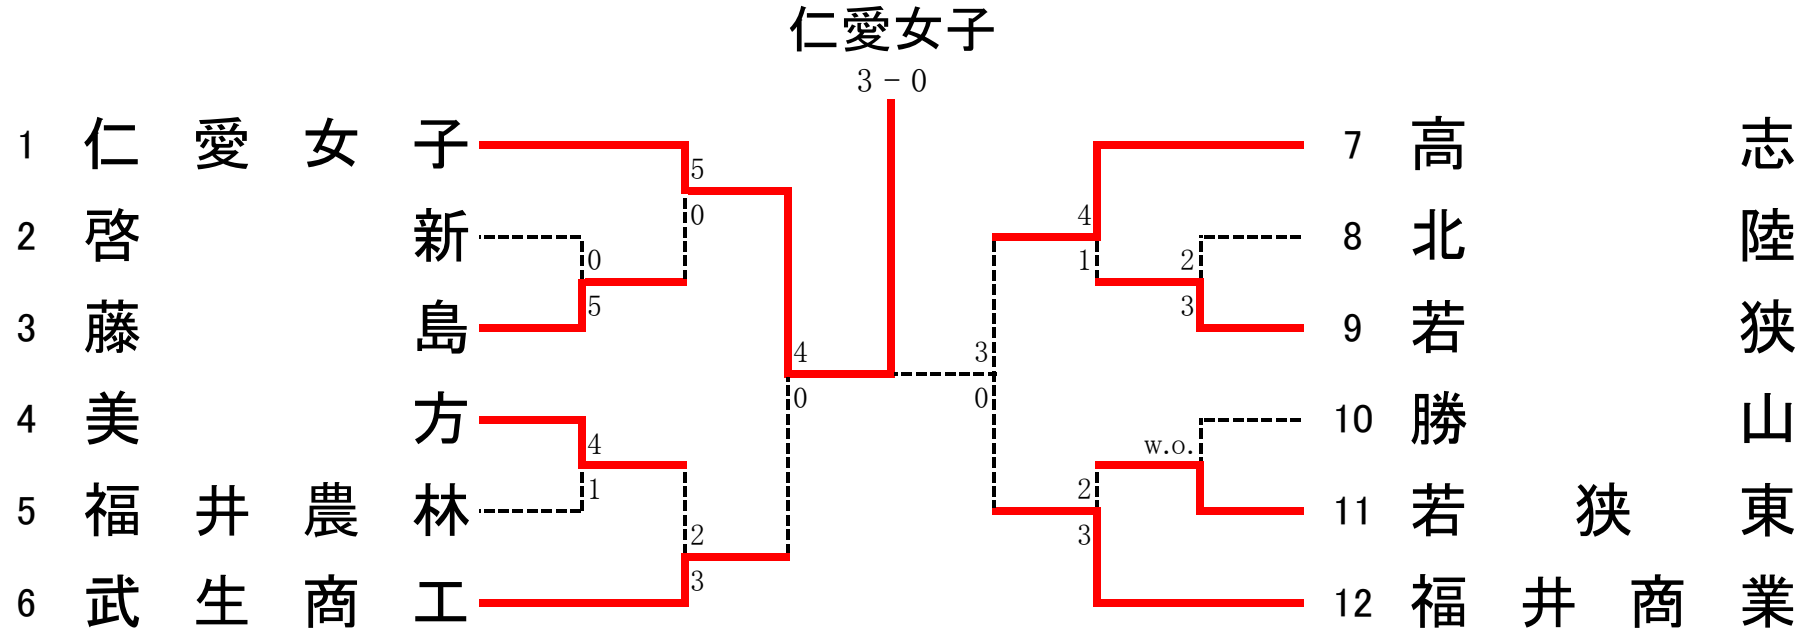 仁愛女子
3-0
1 仁愛女子
2 啓新
3 藤島
4 美方
5 福井農林
6 武生商工
5
0
0
5
4
1
2
3
4
0
3
0
4
1
2
3
w.o.
2
3
7 高志
8 北陸
9 若狭
10 勝山
11 若狭東
12 福井商業